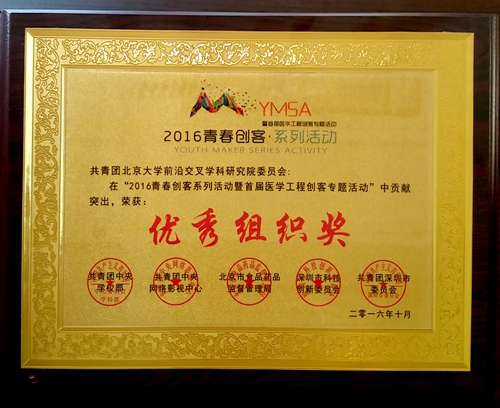 YMSA
暨首届医学工程创客专题活动
2016青春创客·系列活动
YOUTH MAKER SERIES ACTIVITY
共青团北京大学前沿交叉学科研究院委员会:
在“2016青春创客系列活动暨首届医学工程创客专题活动”中贡献
突出,荣获:
优秀组织奖
共青团中央 共青团中央 北京市食品药品 深圳市科技 共青团深圳市
学校部 网络影视中心 监督管理局 创新委员会 委员会
二零一六年十月